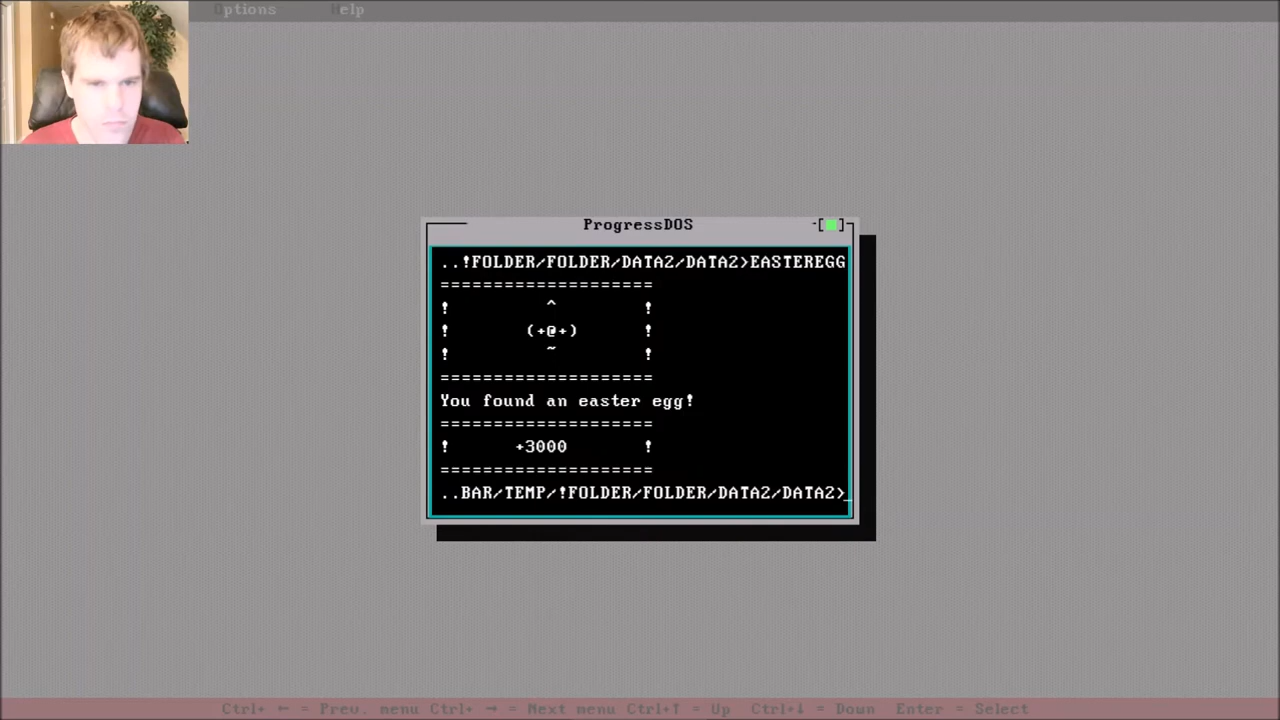 Options Help
ProgressDOS
-[■]
..!FOLDER/FOLDER/DATA2/DATA2>EASTEREGG
====================
! ^ !
! (+@+) !
! ~ !
====================
You found an easter egg!
====================
! +3000 !
====================
..BAR/TEMP/!FOLDER/FOLDER/DATA2/DATA2>_
Ctrl+ ← = Prev. menu Ctrl+ → = Next menu Ctrl+↑ = Up Ctrl+↓ = Down Enter = Select